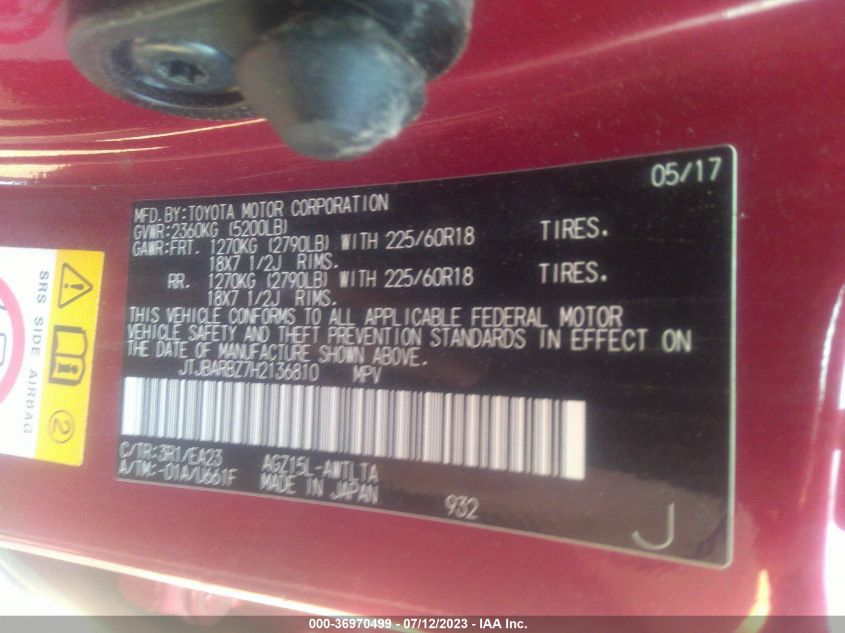 05/17
MFD.BY:TOYOTA MOTOR CORPORATION
GVWR:2360KG (5200LB)
GAWR:FRT. 1270KG (2790LB) WITH 225/60R18 TIRES.
18X7 1/2J RIMS.
RR. 1270KG (2790LB) WITH 225/60R18 TIRES.
18X7 1/2J RIMS.
THIS VEHICLE CONFORMS TO ALL APPLICABLE FEDERAL MOTOR
VEHICLE SAFETY AND THEFT PREVENTION STANDARDS IN EFFECT ON
THE DATE OF MANUFACTURE SHOWN ABOVE.
JTJBARBZ7H2136810 MPV
C/TR:3R1/EA23 AGZ15L-AWTLTA
A/TM:-01A/U661F MADE IN JAPAN
932
J
SRS SIDE AIRBAG
2
000-36970499 - 07/12/2023 - © IAA Inc.